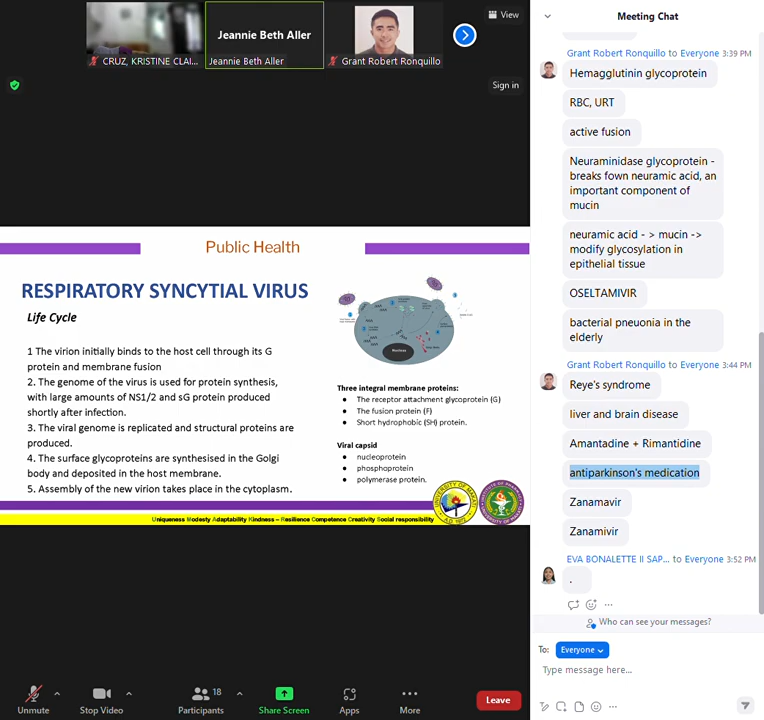 View
CRUZ, KRISTINE CLAI...
Jeannie Beth Aller
Jeannie Beth Aller
Grant Robert Ronquillo
Sign in
Public Health
RESPIRATORY SYNCYTIAL VIRUS
Life Cycle
1 The virion initially binds to the host cell through its G
protein and membrane fusion
2. The genome of the virus is used for protein synthesis,
with large amounts of NS1/2 and sG protein produced
shortly after infection.
3. The viral genome is replicated and structural proteins are
produced.
4. The surface glycoproteins are synthesised in the Golgi
body and deposited in the host membrane.
5. Assembly of the new virion takes place in the cytoplasm.
Nucleus
Three integral membrane proteins:
The receptor attachment glycoprotein (G)
The fusion protein (F)
Short hydrophobic (SH) protein.
Viral capsid
nucleoprotein
phosphoprotein
polymerse protein.
Uniqueness Modesty Adaptability Kindness – Resilience Competence Creativity Social responsibility
Unmute
Stop Video
18
Participants
Share Screen
Apps
More
Leave
Meeting Chat
Grant Robert Ronquillo to Everyone 3:39 PM
Hemagglutinin glycoprotein
RBC, URT
active fusion
Neuraminidase glycoprotein -
breaks fown neuramic acid, an
important component of
mucin
neuramic acid - > mucin ->
modify glycosylation in
epithelial tissue
OSELTAMIVIR
bacterial pneuonia in the
elderly
Grant Robert Ronquillo to Everyone 3:44 PM
Reye's syndrome
liver and brain disease
Amantadine + Rimantidine
antiparkinson's medication
Zanamavir
Zanamivir
EVA BONALETTE II SAP... to Everyone 3:52 PM
.
Who can see your messages?
To: Everyone
Type message here...